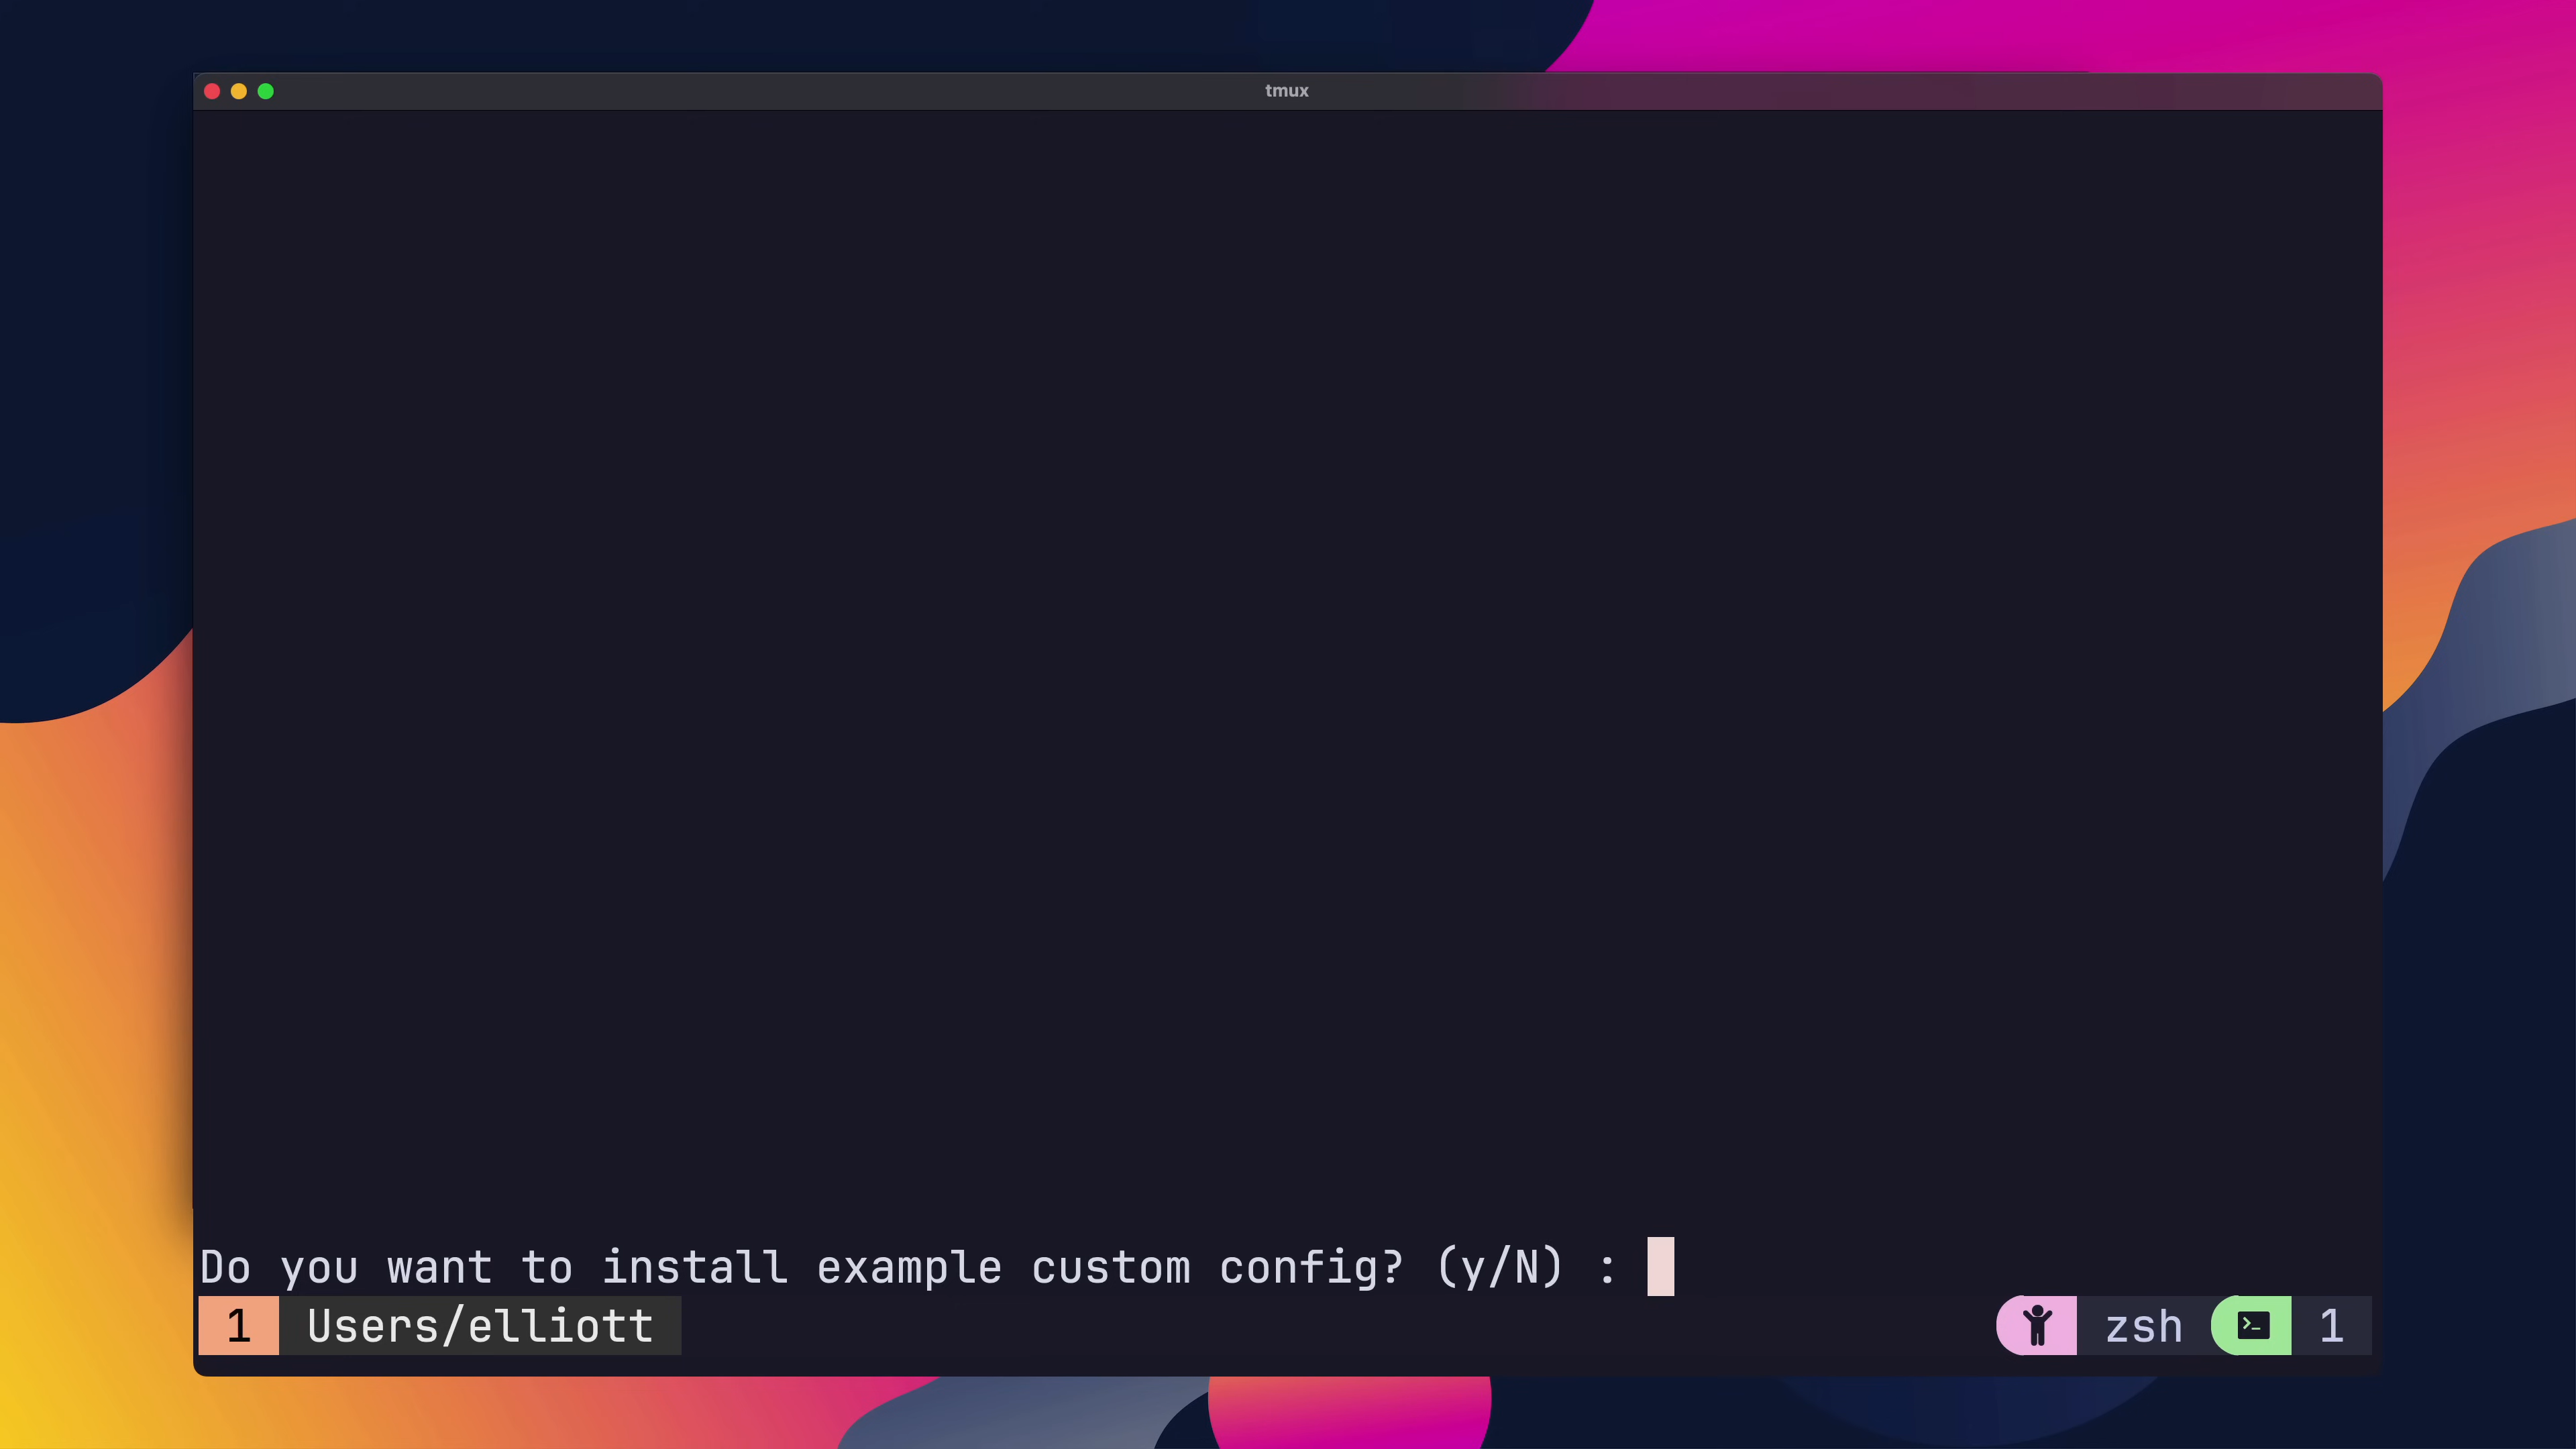 tmux
Do you want to install example custom config? (y/N) :
1 Users/elliott zsh 1